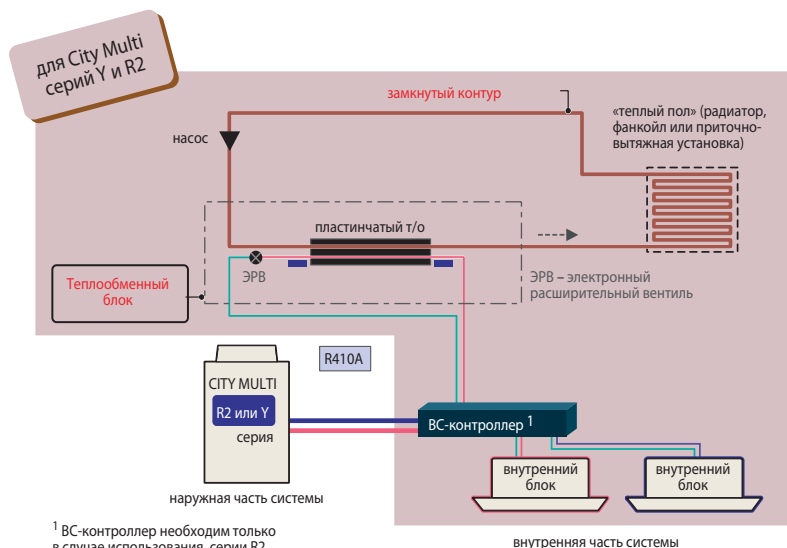 для City Multi
серий Y и R2
замкнутый контур
«теплый пол» (радиатор,
фанкойл или приточно-
вытяжная установка)
насос
пластинчатый т/о
ЭРВ
ЭРВ – электронный
расширительный вентиль
Теплообменный
блок
R410A
CITY MULTI
R2 или Y
серия
BC-контроллер 1
внутренний
блок
внутренний
блок
наружная часть системы
1 BC-контроллер необходим только
в случае использования серии R2
внутренняя часть системы